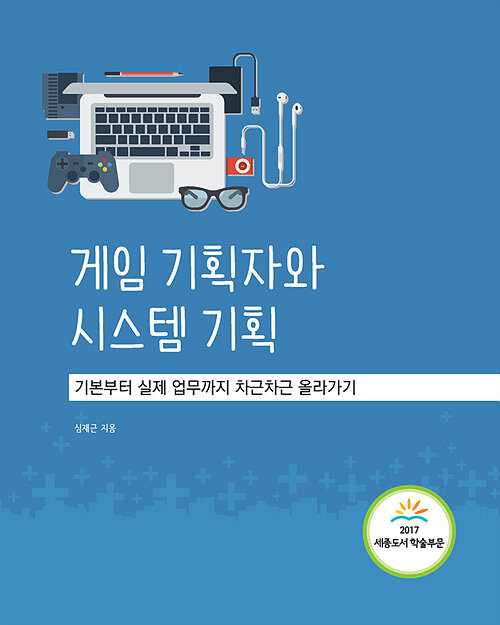 게임 기획자와
시스템 기획
기본부터 실제 업무까지 차근차근 올라가기
심재근 지음
2017
세종도서 학술부문